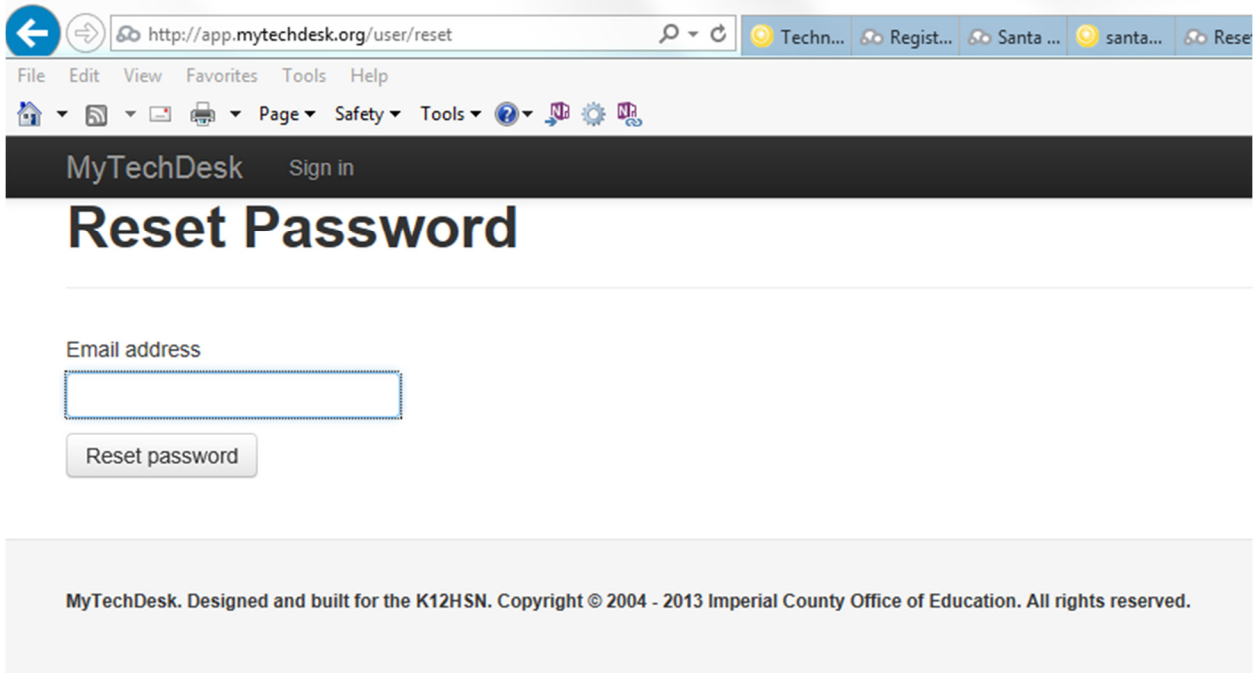 http://app.mytechdesk.org/user/reset
Techn...
Regist...
Santa ...
santa...
Rese
File Edit View Favorites Tools Help
Page Safety Tools
MyTechDesk Sign in
Reset Password
Email address
Reset password
MyTechDesk. Designed and built for the K12HSN. Copyright © 2004 - 2013 Imperial County Office of Education. All rights reserved.